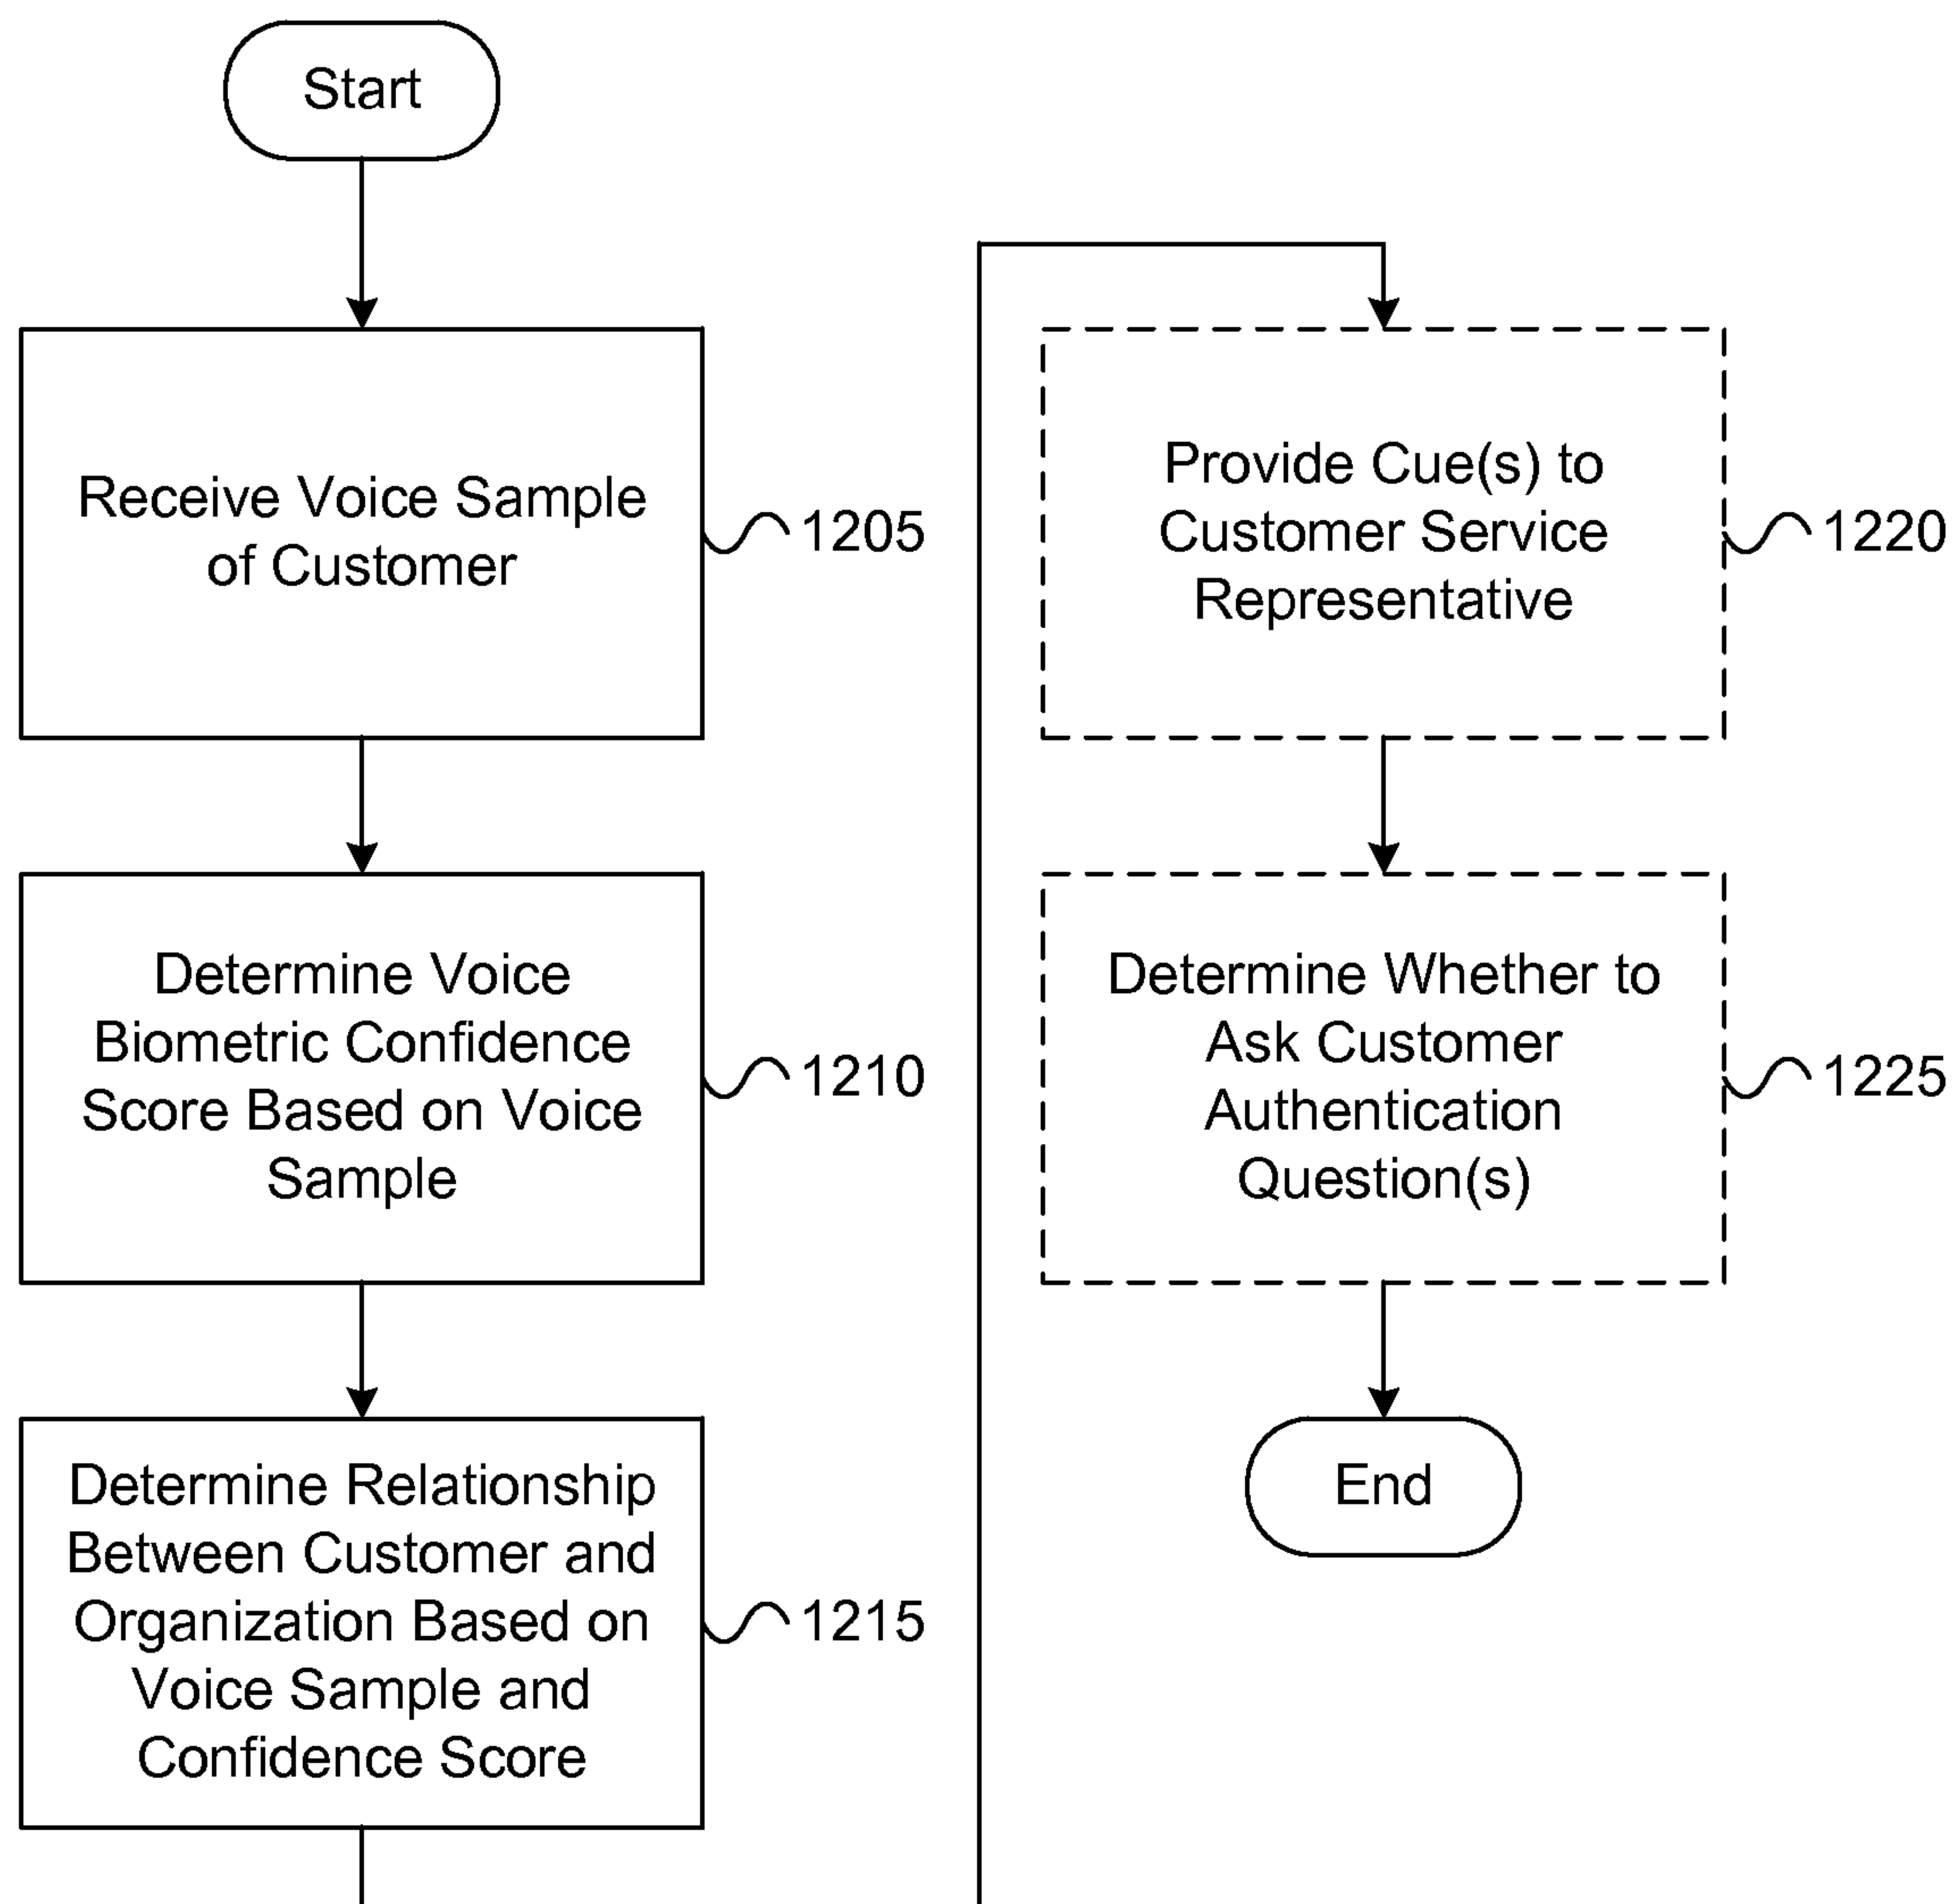 Start
Receive Voice Sample
of Customer
1205
Determine Voice
Biometric Confidence
Score Based on Voice
Sample
1210
Determine Relationship
Between Customer and
Organization Based on
Voice Sample and
Confidence Score
1215
Provide Cue(s) to
Customer Service
Representative
1220
Determine Whether to
Ask Customer
Authentication
Question(s)
1225
End